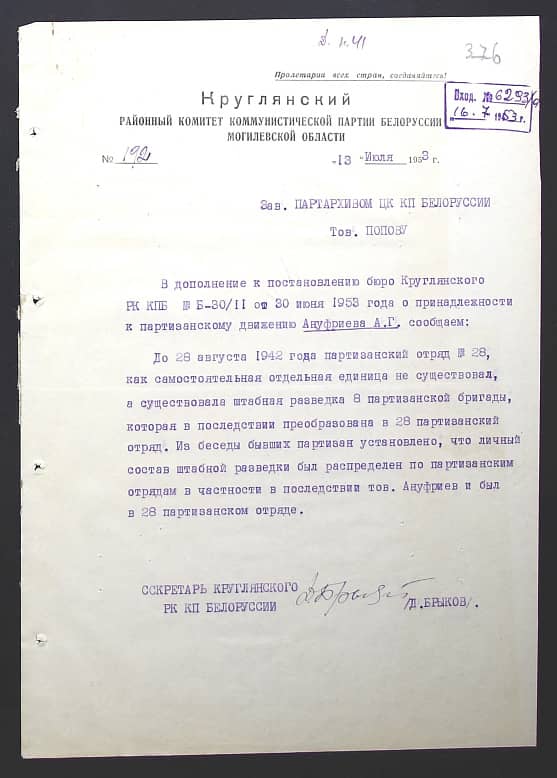 Д. н. 41
376
Пролетарии всех стран, соединяйтесь!
Круглянский
РАЙОННЫЙ КОМИТЕТ КОММУНИСТИЧЕСКОЙ ПАРТИИ БЕЛОРУССИИ
МОГИЛЕВСКОЙ ОБЛАСТИ
Вход. № 6293/9
"16. 7 1953 г.
№ 192
"13 " Июля 1953 г.
Зав. ПАРТАРХИВОМ ЦК КП БЕЛОРУССИИ
Тов. ПОПОВУ
В дополнение к постановлению бюро Круглянского
РК КПБ № Б-30/11 от 30 июня 1953 года о принадлежности
к партизанскому движению Ануфриева А.Г. сообщаем:
До 28 августа 1942 года партизанский отряд № 28,
как самостоятельная отдельная единица не существовал,
а существовала штабная разведка 8 партизанской бригады,
которая в последствии преобразована в 28 партизанский
отряд. Из беседы бывших партизан установлено, что личный
состав штабной разведки был распределен по партизанским
отрядам в частности в последствии тов. Ануфриев и был
в 28 партизанском отряде.
СЕКРЕТАРЬ КРУГЛЯНСКОГО
РК КП БЕЛОРУССИИ
/Д.БРЫКОВ/.